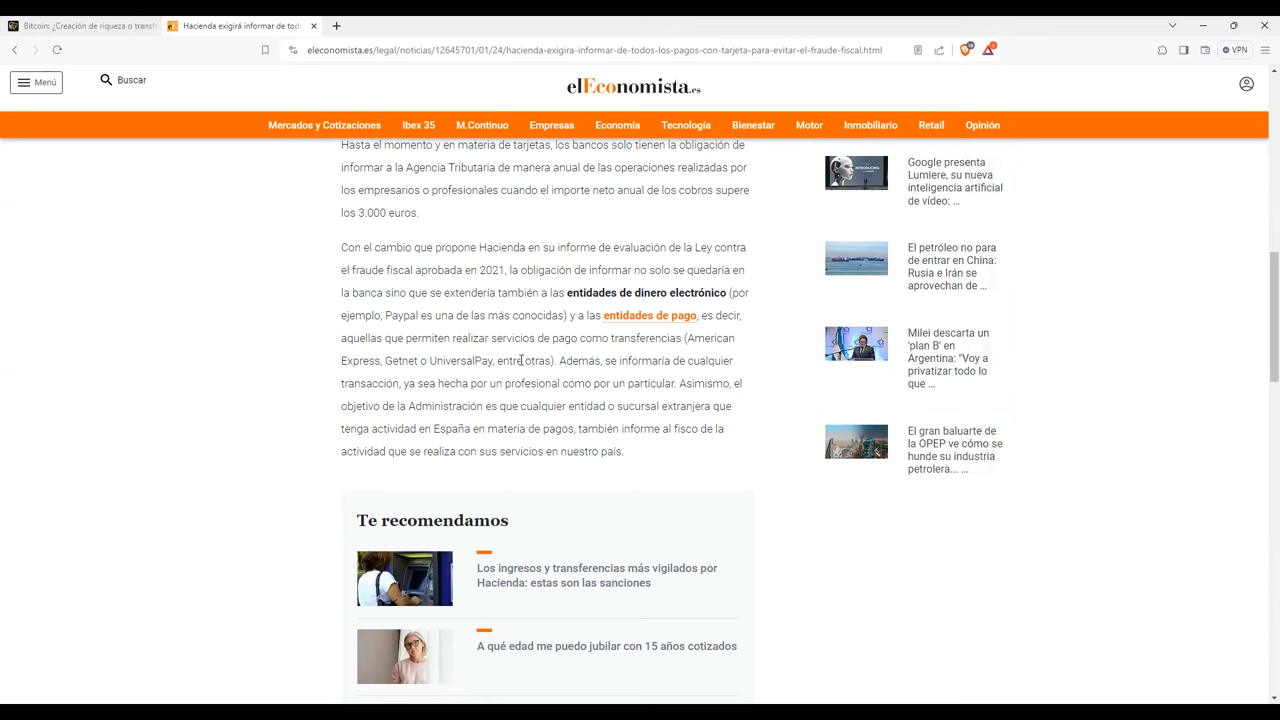 Bitcoin: ¿Creación de riqueza o transf
Hacienda exigirá informar de todo
eleconomista.es/legal/noticias/12645701/01/24/hacienda-exigira-informar-de-todos-los-pagos-con-tarjeta-para-evitar-el-fraude-fiscal.html
VPN
Menú
Buscar
elEconomista.es
Mercados y Cotizaciones
Ibex 35
M.Continuo
Empresas
Economía
Tecnología
Bienestar
Motor
Inmobiliario
Retail
Opinión
Hasta el momento y en materia de tarjetas, los bancos solo tienen la obligación de
informar a la Agencia Tributaria de manera anual de las operaciones realizadas por
los empresarios o profesionales cuando el importe neto anual de los cobros supere
los 3.000 euros.
Con el cambio que propone Hacienda en su informe de evaluación de la Ley contra
el fraude fiscal aprobada en 2021, la obligación de informar no solo se quedaría en
la banca sino que se extendería también a las entidades de dinero electrónico (por
ejemplo, Paypal es una de las más conocidas) y a las entidades de pago, es decir,
aquellas que permiten realizar servicios de pago como transferencias (American
Express, Getnet o UniversalPay, entre otras). Además, se informaría de cualquier
transacción, ya sea hecha por un profesional como por un particular. Asimismo, el
objetivo de la Administración es que cualquier entidad o sucursal extranjera que
tenga actividad en España en materia de pagos, también informe al fisco de la
actividad que se realiza con sus servicios en nuestro país.
Te recomendamos
Los ingresos y transferencias más vigilados por
Hacienda: estas son las sanciones
A qué edad me puedo jubilar con 15 años cotizados
Google presenta
Lumiere, su nueva
inteligencia artificial
de vídeo: ...
El petróleo no para
de entrar en China:
Rusia e Irán se
aprovechan de ...
Milei descarta un
'plan B' en
Argentina: "Voy a
privatizar todo lo
que ...
El gran baluarte de
la OPEP ve cómo se
hunde su industria
petrolera... ...